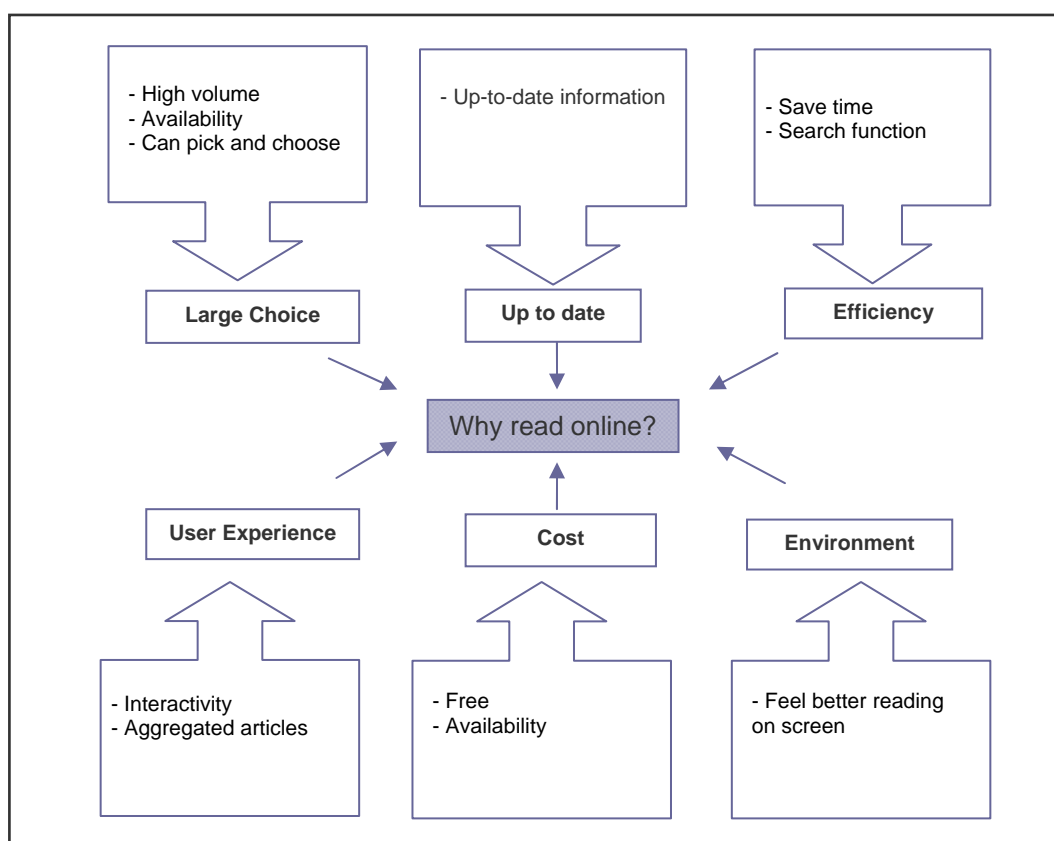 - High volume
- Availability
- Can pick and choose
- Up-to-date information
- Save time
- Search function
Large Choice
Up to date
Efficiency
Why read online?
User Experience
Cost
Environment
- Interactivity
- Aggregated articles
- Free
- Availability
- Feel better reading
on screen